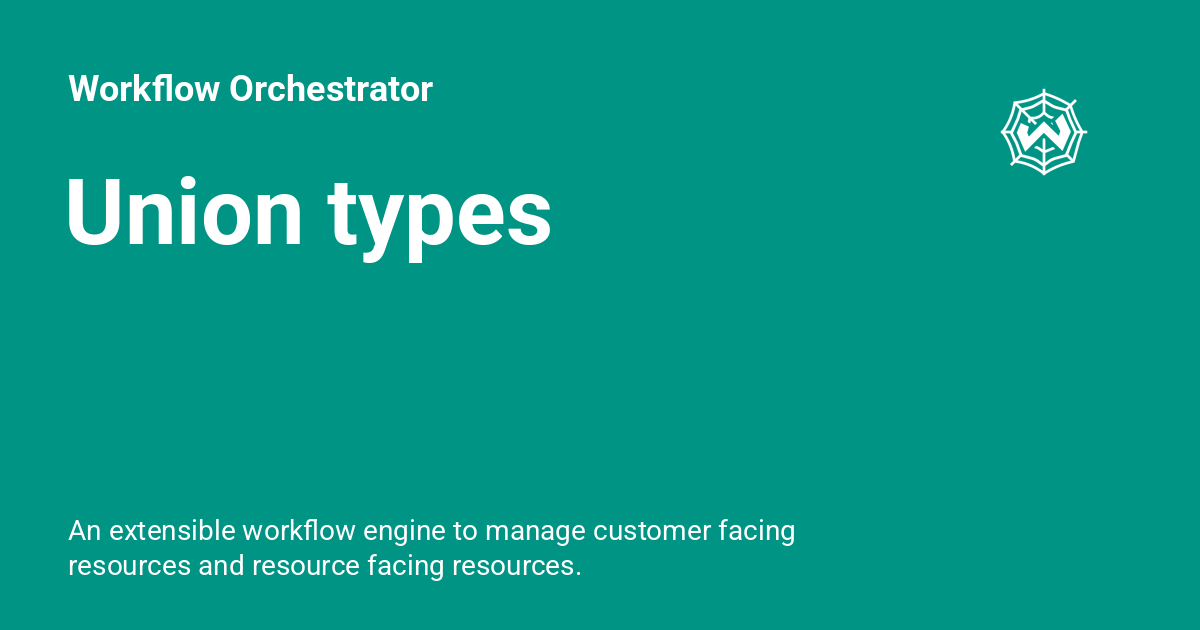 Workflow Orchestrator
Union types
An extensible workflow engine to manage customer facing
resources and resource facing resources.